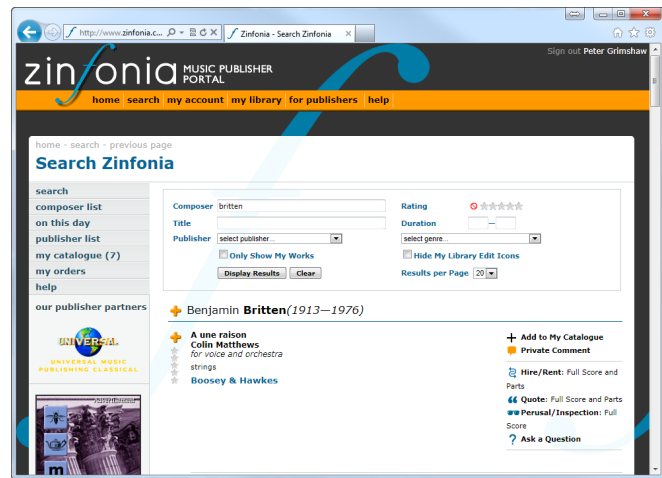 http://www.zinfonia.c...
Zinfonia - Search Zinfonia
Sign out Peter Grimshaw
zinfonia MUSIC PUBLISHER
PORTAL
home search my account my library for publishers help
home - search - previous page
Search Zinfonia
search
composer list
on this day
publisher list
my catalogue (7)
my orders
help
our publisher partners
UNIVERSAL
UNIVERSAL MUSIC
PUBLISHING CLASSICAL
Advertisement
m
Composer britten
Title
Publisher select publisher...
Only Show My Works
Display Results Clear
Rating
Duration —
select genre...
Hide My Library Edit Icons
Results per Page 20
Benjamin Britten(1913—1976)
A une raison
Colin Matthews
for voice and orchestra
strings
Boosey & Hawkes
Add to My Catalogue
Private Comment
Hire/Rent: Full Score and
Parts
Quote: Full Score and Parts
Perusal/Inspection: Full
Score
? Ask a Question